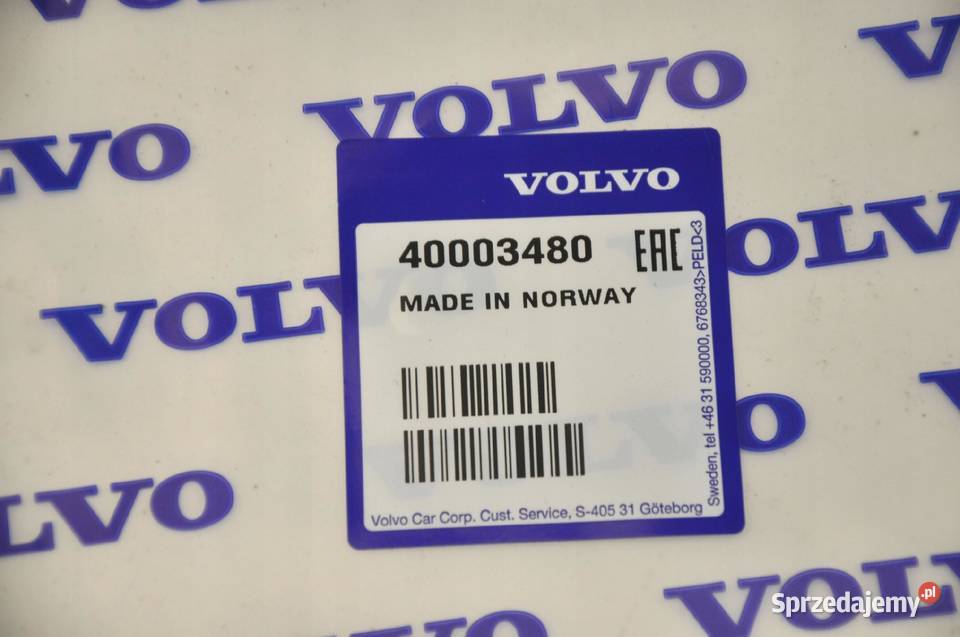 VOLVO
VOLVO
VOLVO
VOLVO
40003480 EAC
MADE IN NORWAY
VOLVO
Volvo Car Corp. Cust. Service, S-405 31 Göteborg
Sweden, tel +46 31 590000, 6768343>PELD<3
VOLVO
VOLVO
VOLVO
Sprzedajemy.pl